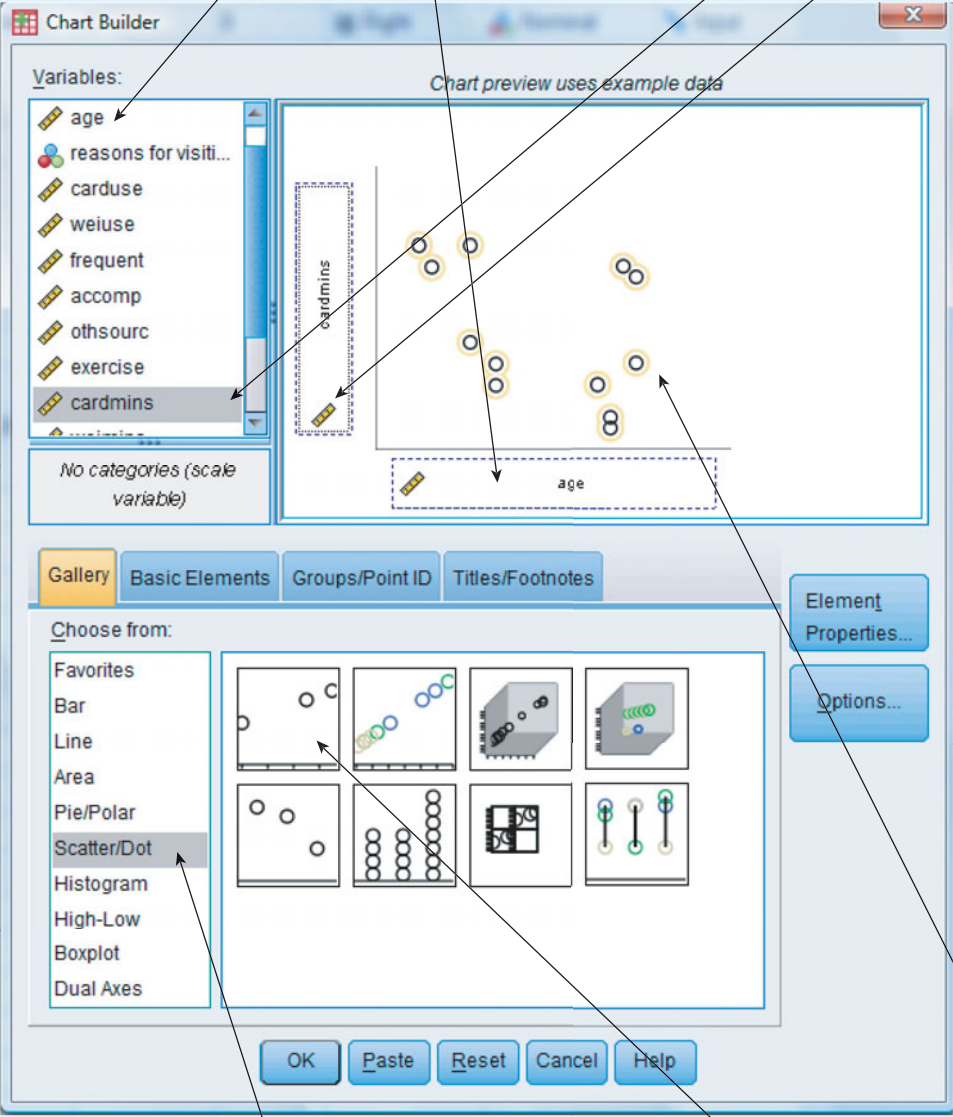 Chart Builder
Variables:
Chart preview uses example data
age
reasons for visiti...
carduse
weiuse
frequent
accomp
othsourc
exercise
cardmins
cardmins
age
No categories (scale
variable)
Gallery
Basic Elements
Groups/Point ID
Titles/Footnotes
Element
Properties...
Options...
Choose from:
Favorites
Bar
Line
Area
Pie/Polar
Scatter/Dot
Histogram
High-Low
Boxplot
Dual Axes
OK
Paste
Reset
Cancel
Help